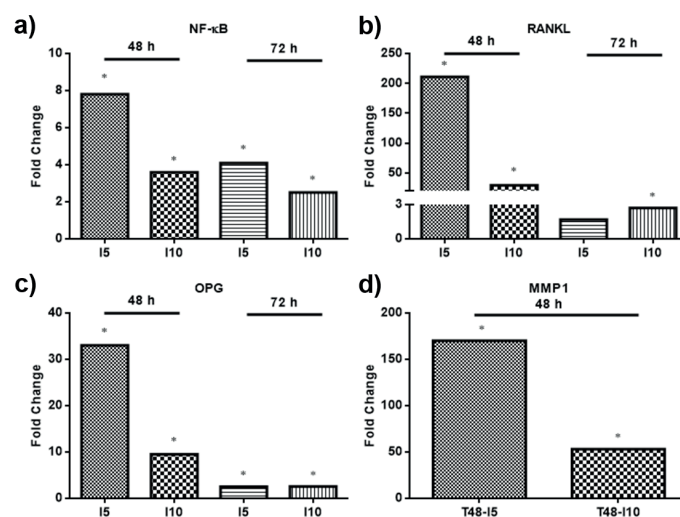 a) NF-κB
48 h 72 h
10
8
6
4
2
0
Fold Change
* * * *
I5 I10 I5 I10
b) RANKL
48 h 72 h
250
200
150
100
50
3
0
Fold Change
* * *
I5 I10 I5 I10
c) OPG
48 h 72 h
40
30
20
10
0
Fold Change
* * * *
I5 I10 I5 I10
d) MMP1
48 h
200
150
100
50
0
Fold Change
* *
T48-I5 T48-I10